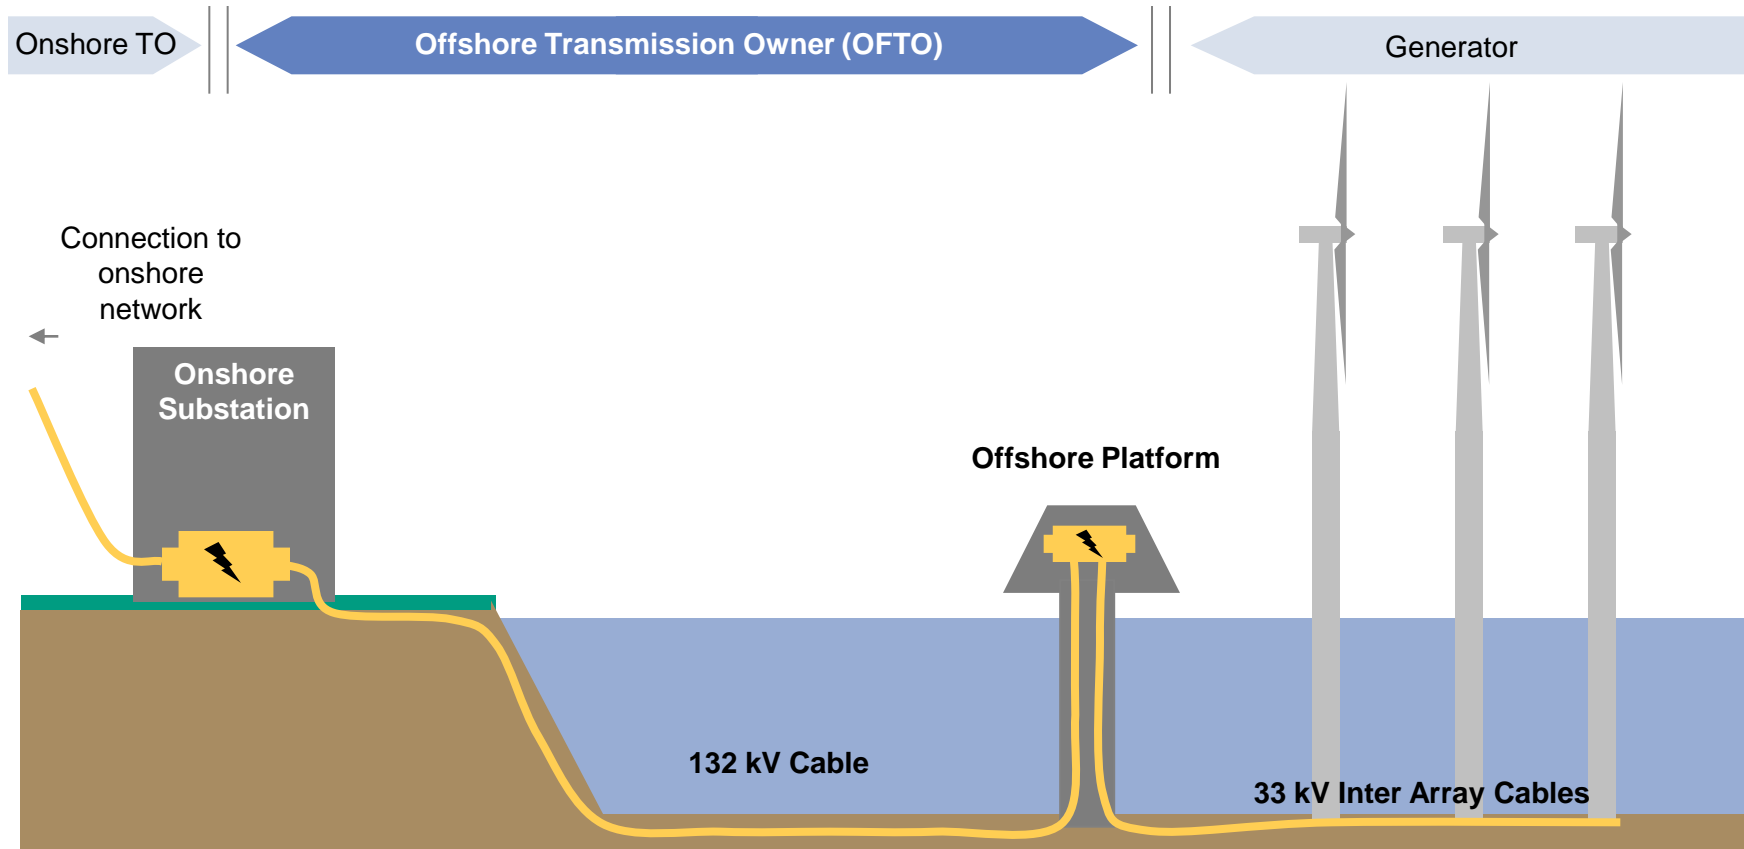 Onshore TO
Offshore Transmission Owner (OFTO)
Generator
Connection to
onshore
network
Onshore
Substation
Offshore Platform
132 kV Cable
33 kV Inter Array Cables